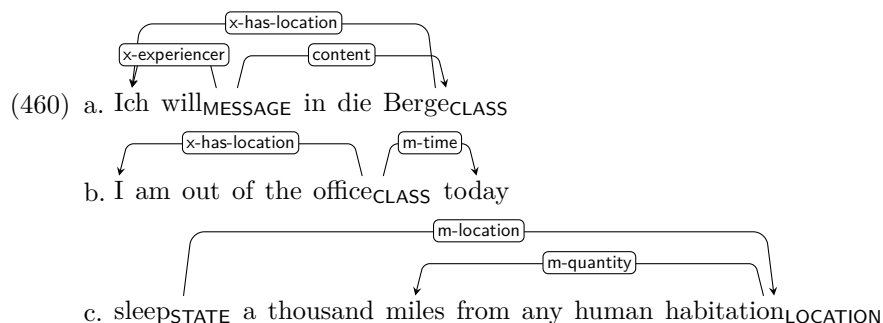 x-has-location
x-experiencer content
(460) a. Ich willMESSAGE in die BergeCLASS
x-has-location m-time
b. I am out of the officeCLASS today
m-location
m-quantity
c. sleepSTATE a thousand miles from any human habitationLOCATION